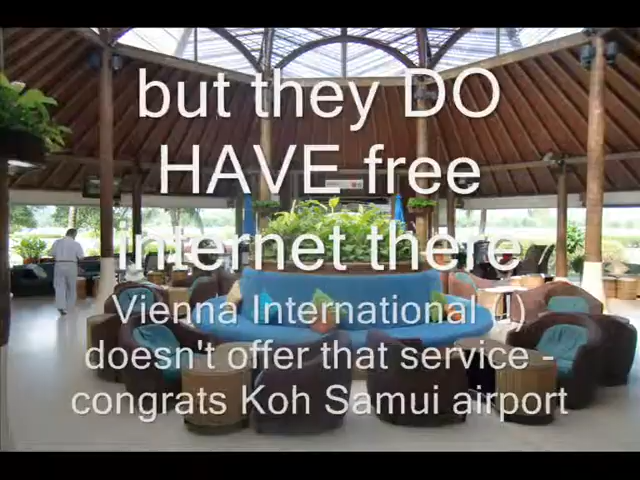 but they DO
HAVE free
internet there
Vienna International (!)
doesn't offer that service -
congrats Koh Samui airport